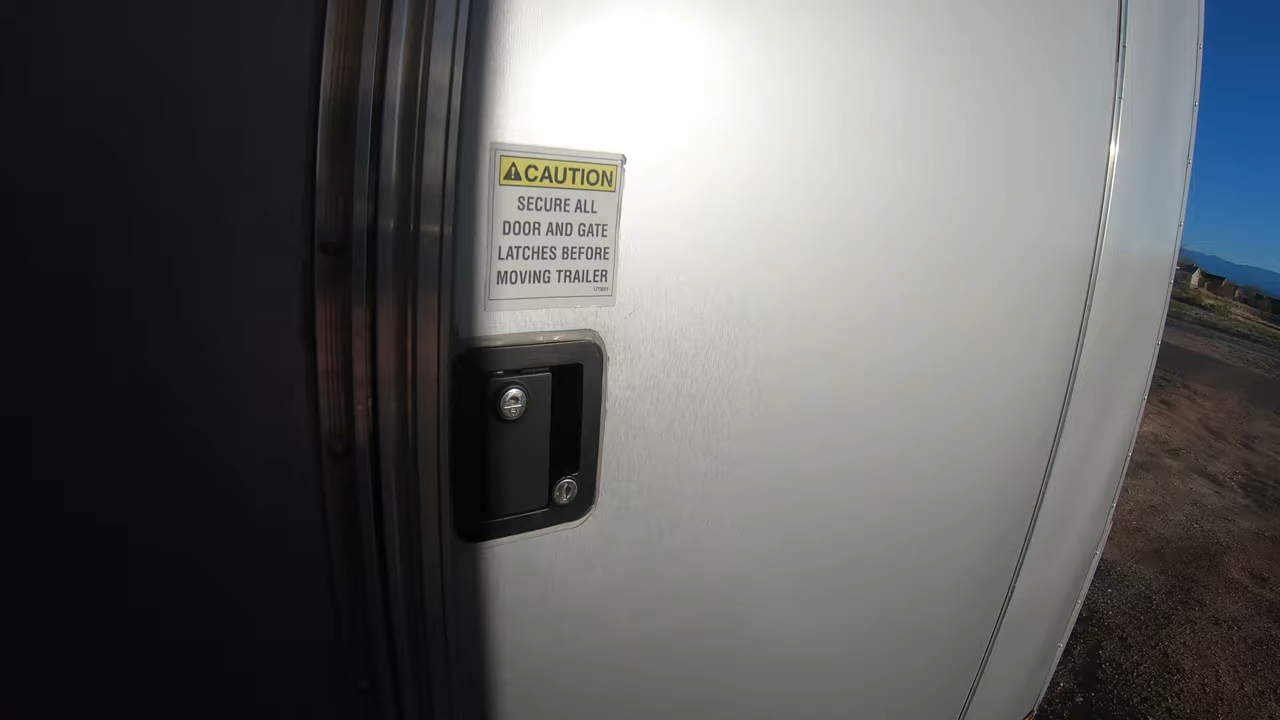 CAUTION
SECURE ALL
DOOR AND GATE
LATCHES BEFORE
MOVING TRAILER